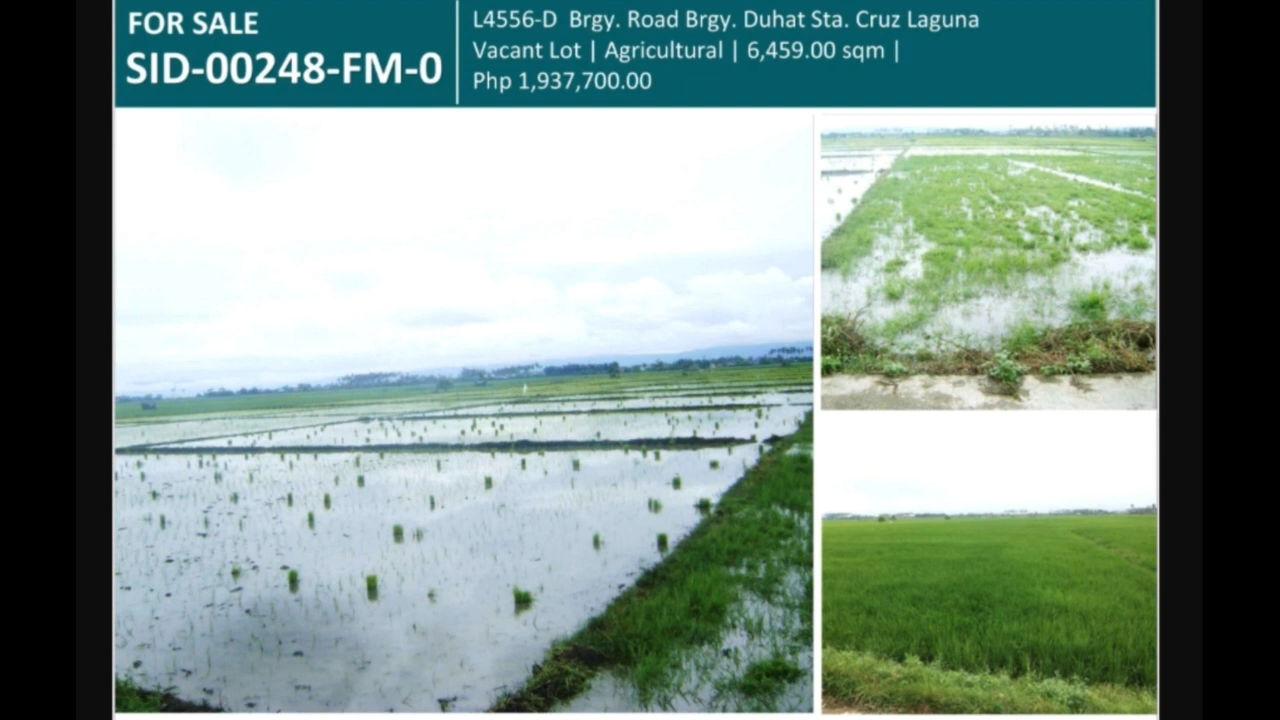 FOR SALE
SID-00248-FM-0
L4556-D Brgy. Road Brgy. Duhat Sta. Cruz Laguna
Vacant Lot | Agricultural | 6,459.00 sqm |
Php 1,937,700.00